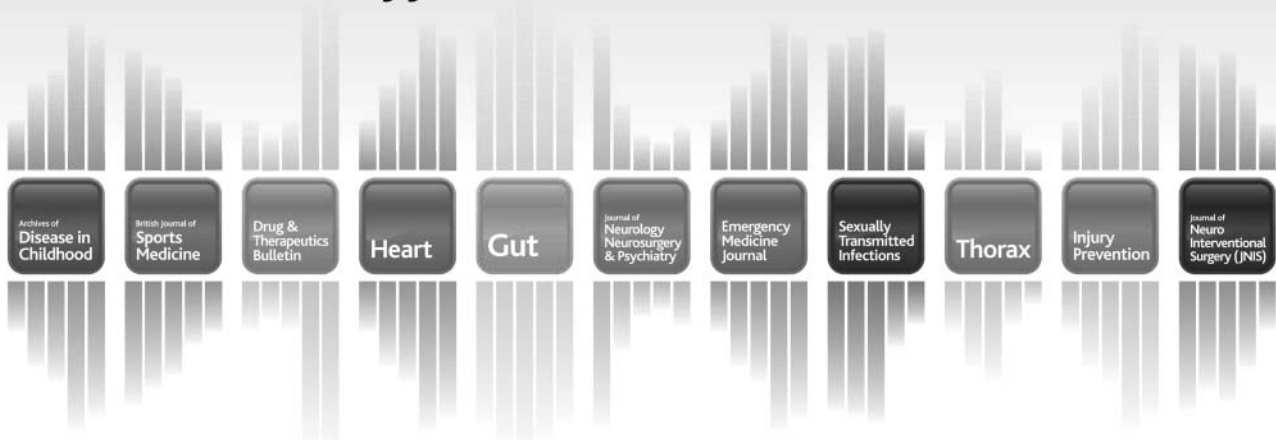 Archives of
Disease in
Childhood
British Journal of
Sports
Medicine
Drug &
Therapeutics
Bulletin
Heart
Gut
Journal of
Neurology
Neurosurgery
& Psychiatry
Emergency
Medicine
Journal
Sexually
Transmitted
Infections
Thorax
Injury
Prevention
Journal of
Neuro
Interventional
Surgery (JNIS)